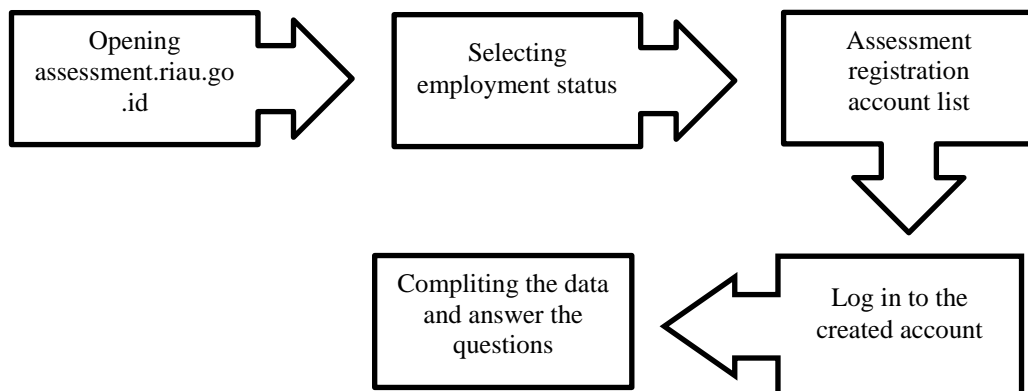 Opening
assessment.riau.go
.id
Selecting
employment status
Assessment
registration
account list
Log in to the
created account
Compliting the data
and answer the
questions